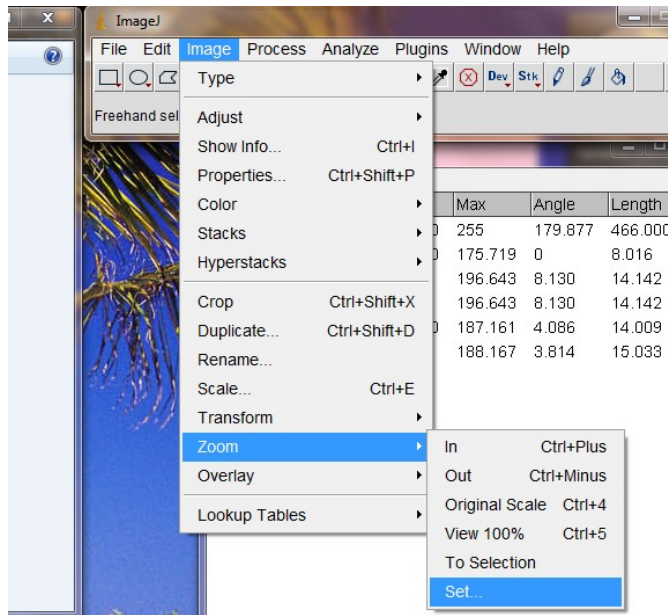 ImageJ
File Edit Image Process Analyze Plugins Window Help
Dev Stk
Freehand sel
Type
Adjust
Show Info... Ctrl+I
Properties... Ctrl+Shift+P
Color
Stacks
Hyperstacks
Crop Ctrl+Shift+X
Duplicate... Ctrl+Shift+D
Rename...
Scale... Ctrl+E
Transform
Zoom
Overlay
Lookup Tables
In Ctrl+Plus
Out Ctrl+Minus
Original Scale Ctrl+4
View 100% Ctrl+5
To Selection
Set...
Max Angle Length
255 179.877 466.000
175.719 0 8.016
196.643 8.130 14.142
196.643 8.130 14.142
187.161 4.086 14.009
188.167 3.814 15.033